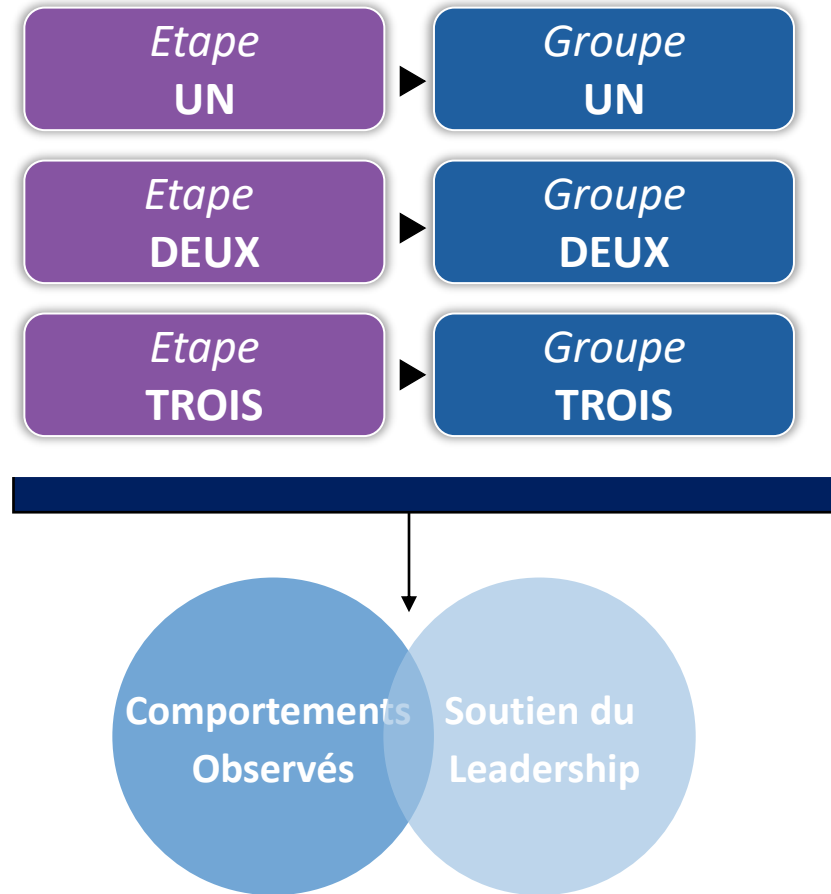 Etape
UN
Groupe
UN
Etape
DEUX
Groupe
DEUX
Etape
TROIS
Groupe
TROIS
Comportements
Observés
Soutien du
Leadership